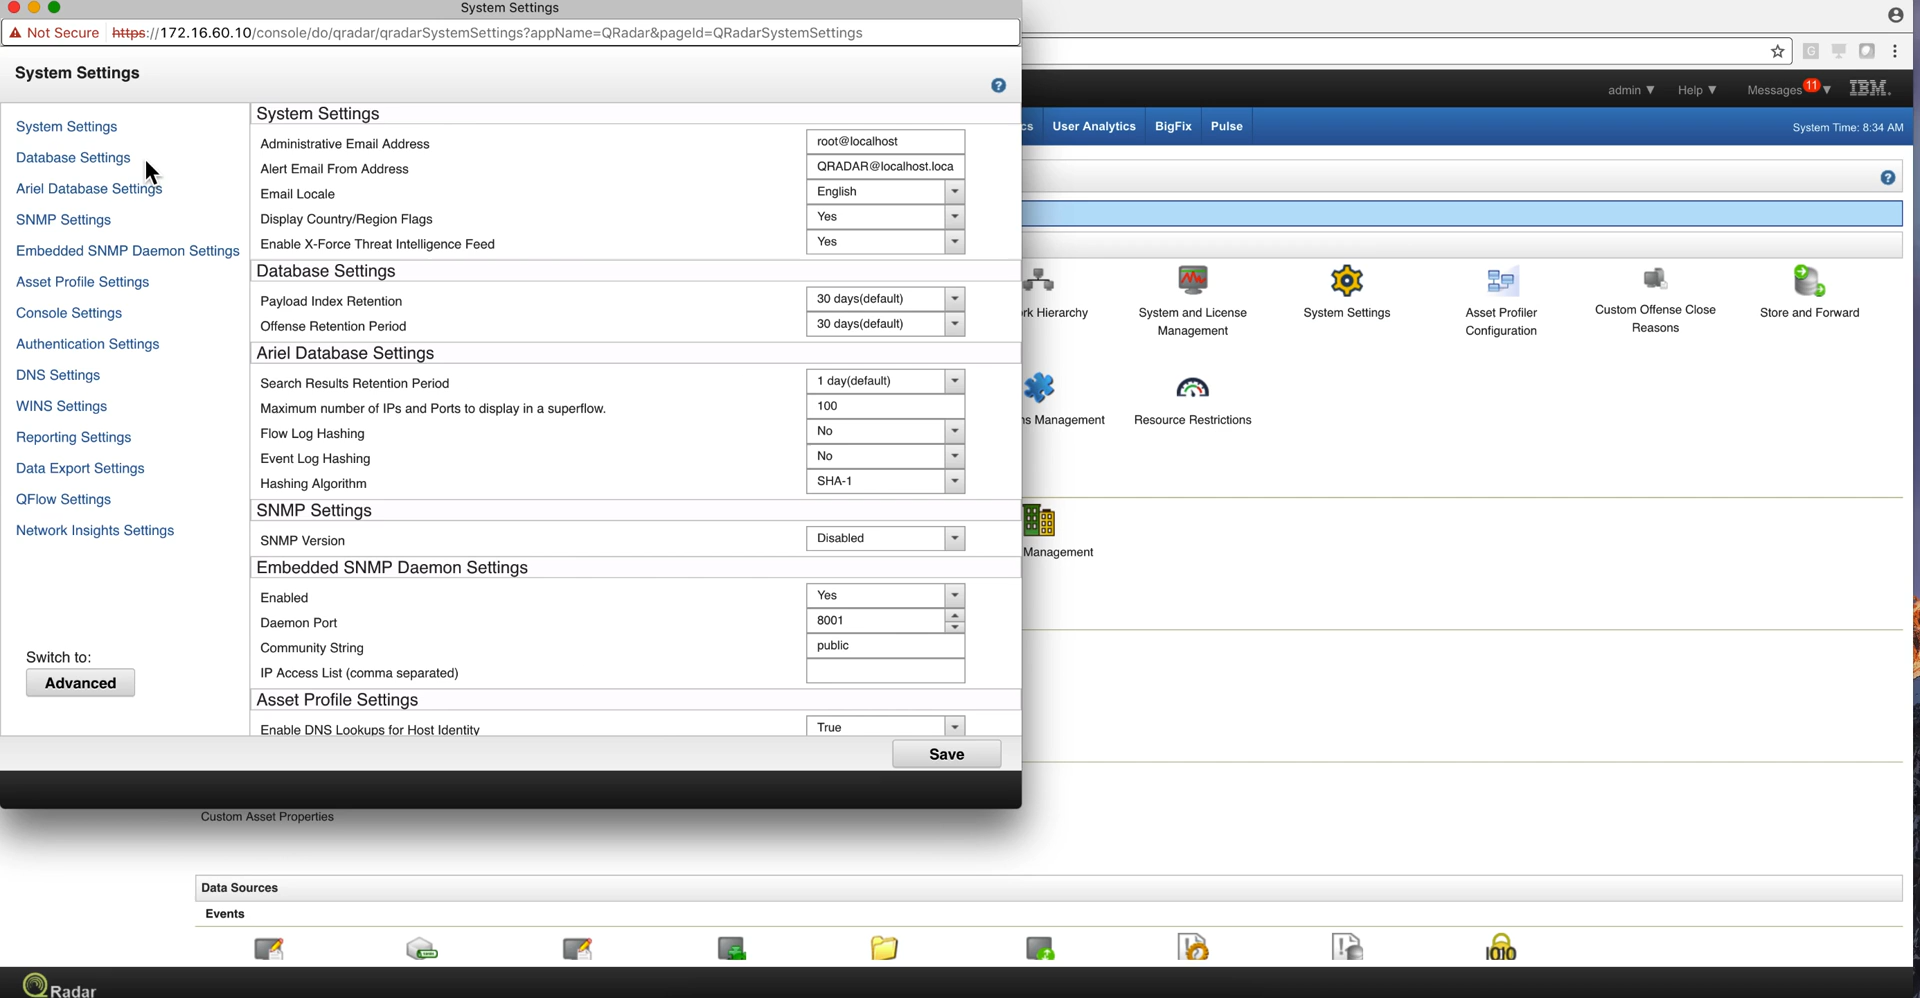 System Settings
Not Secure https://172.16.60.10/console/do/qradar/qradarSystemSettings?appName=QRadar&pageId=QRadarSystemSettings
System Settings
System Settings
Database Settings
Ariel Database Settings
SNMP Settings
Embedded SNMP Daemon Settings
Asset Profile Settings
Console Settings
Authentication Settings
DNS Settings
WINS Settings
Reporting Settings
Data Export Settings
QFlow Settings
Network Insights Settings
Switch to:
Advanced
System Settings
Administrative Email Address root@localhost
Alert Email From Address QRADAR@localhost.loca
Email Locale English
Display Country/Region Flags Yes
Enable X-Force Threat Intelligence Feed Yes
Database Settings
Payload Index Retention 30 days(default)
Offense Retention Period 30 days(default)
Ariel Database Settings
Search Results Retention Period 1 day(default)
Maximum number of IPs and Ports to display in a superflow. 100
Flow Log Hashing No
Event Log Hashing No
Hashing Algorithm SHA-1
SNMP Settings
SNMP Version Disabled
Embedded SNMP Daemon Settings
Enabled Yes
Daemon Port 8001
Community String public
IP Access List (comma separated)
Asset Profile Settings
Enable DNS Lookups for Host Identity True
Save
admin Help Messages 11 IBM.
cs User Analytics BigFix Pulse System Time: 8:34 AM
rk Hierarchy
System and License
Management
System Settings
Asset Profiler
Configuration
Custom Offense Close
Reasons
Store and Forward
ns Management
Resource Restrictions
Management
Custom Asset Properties
Data Sources
Events
1010
QRadar